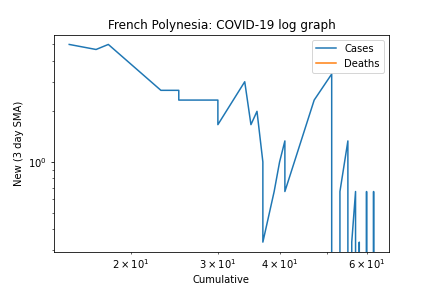 French Polynesia: COVID-19 log graph
Cases
Deaths
New (3 day SMA)
10⁰
2 × 10¹
3 × 10¹
4 × 10¹
6 × 10¹
Cumulative